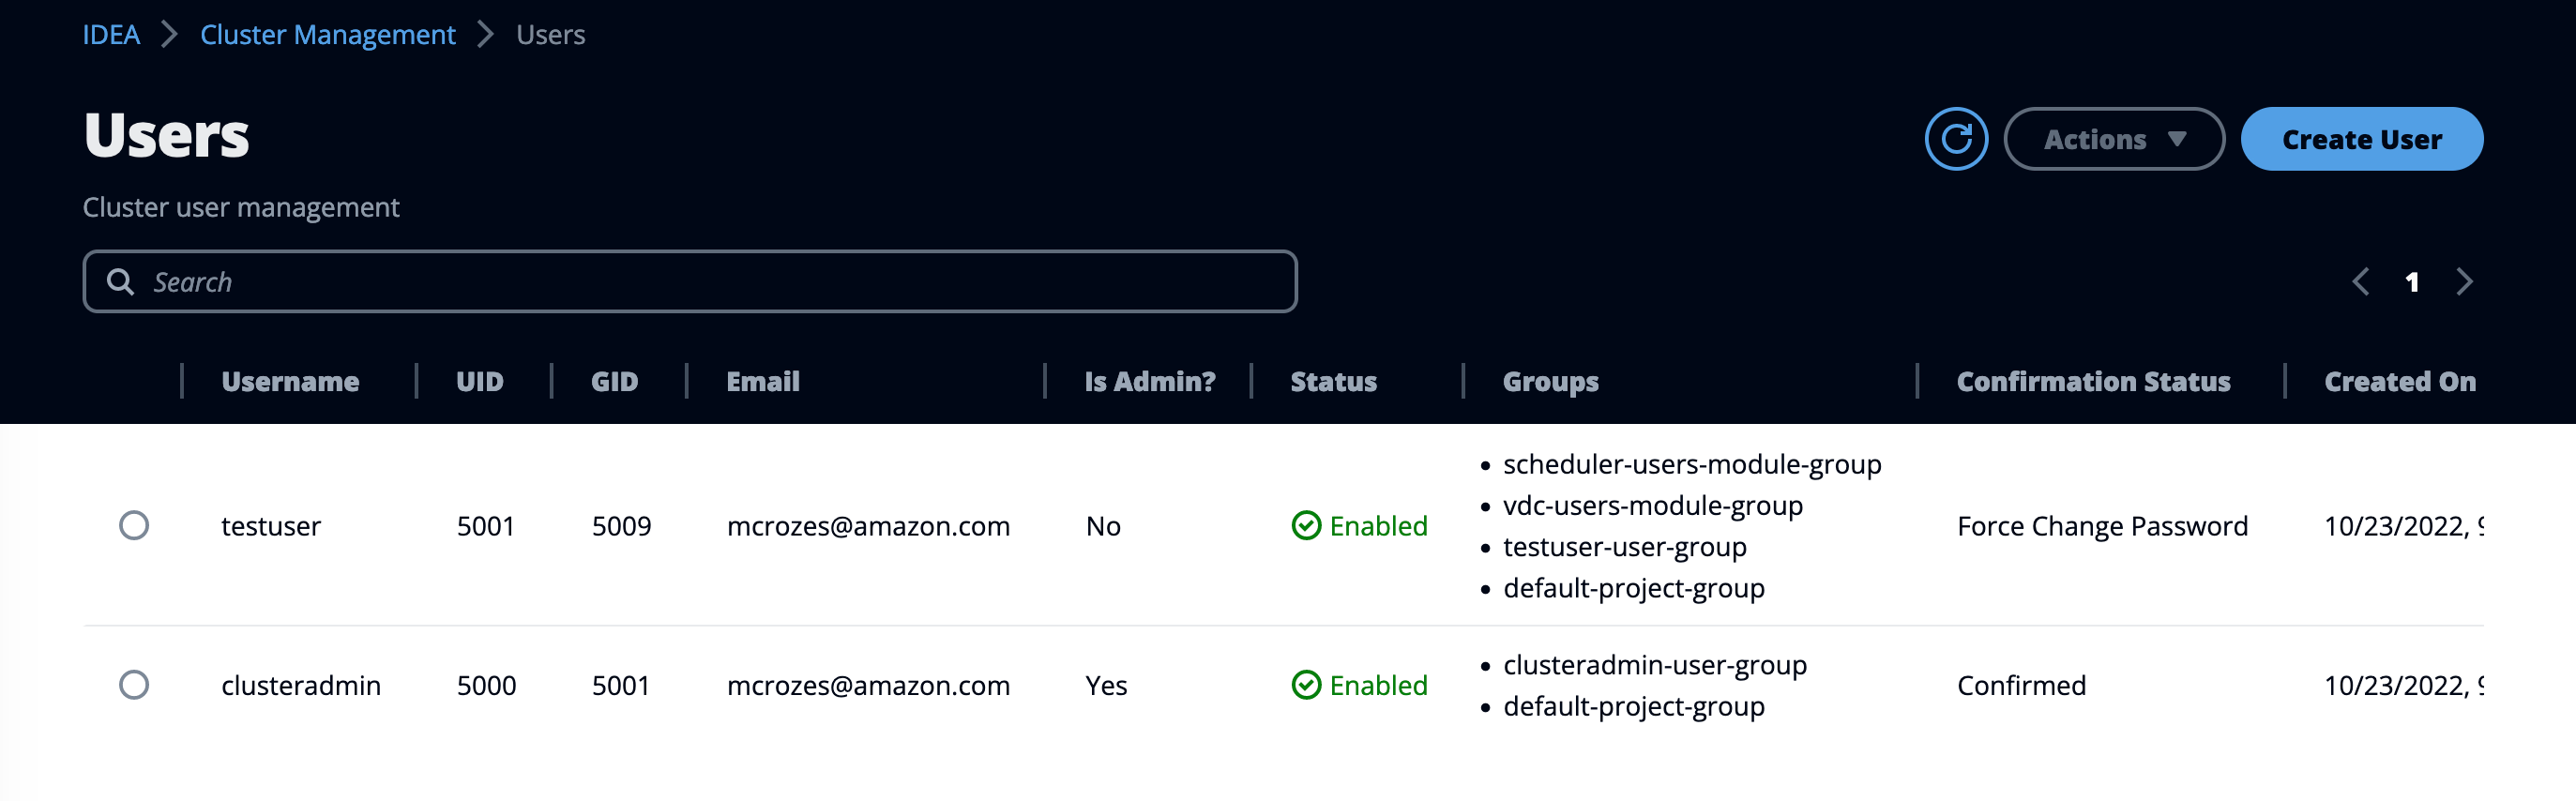 IDEA > Cluster Management > Users
Users
Actions Create User
Cluster user management
Search
1
Username UID GID Email Is Admin? Status Groups Confirmation Status Created On
testuser 5001 5009 mcrozes@amazon.com No Enabled
• scheduler-users-module-group
• vdc-users-module-group
• testuser-user-group
• default-project-group
Force Change Password 10/23/2022,
clusteradmin 5000 5001 mcrozes@amazon.com Yes Enabled
• clusteradmin-user-group
• default-project-group
Confirmed 10/23/2022,